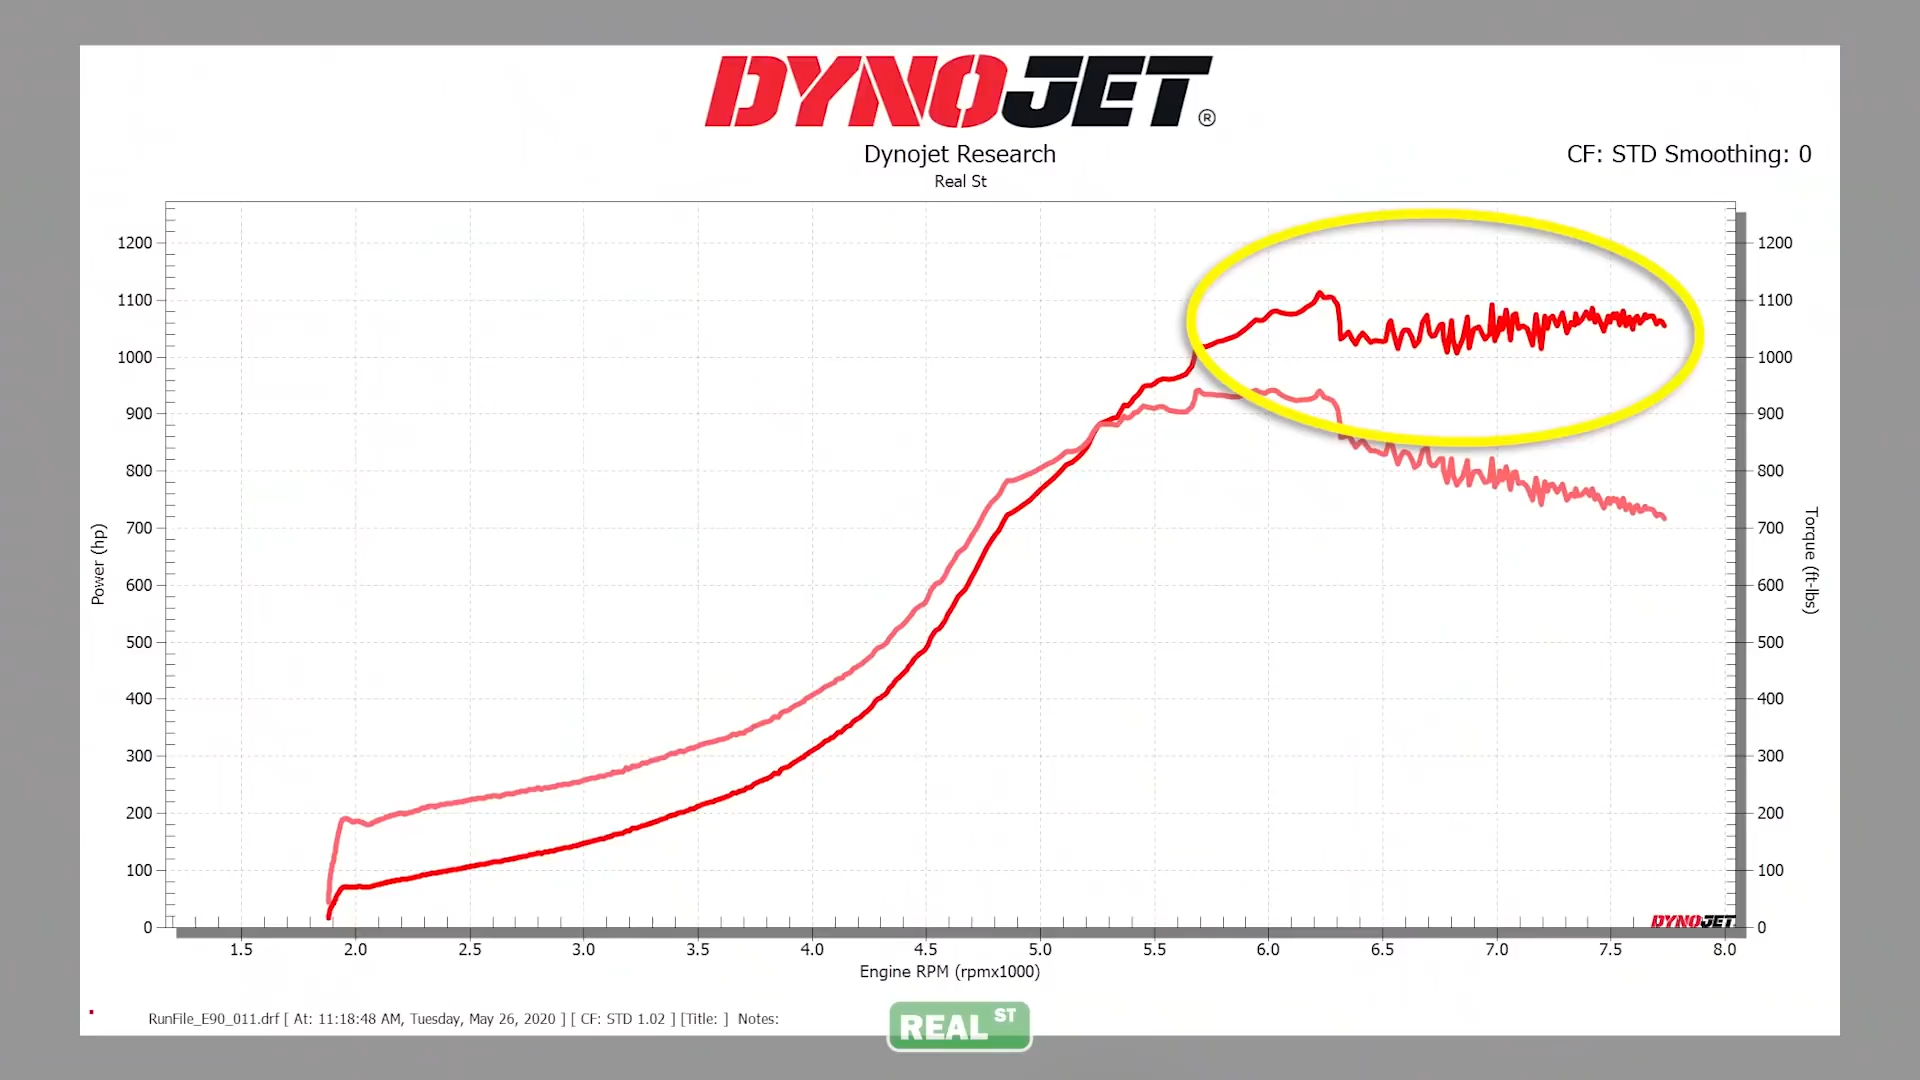 DYNOJET®
Dynojet Research
CF: STD Smoothing: 0
Real St
1200
1100
1000
900
800
700
600
500
400
300
200
100
0
Power (hp)
1200
1100
1000
900
800
700
600
500
400
300
200
100
0
Torque (ft-lbs)
DYNOJET
1.5 2.0 2.5 3.0 3.5 4.0 4.5 5.0 5.5 6.0 6.5 7.0 7.5 8.0
Engine RPM (rpmx1000)
RunFile_E90_011.drf [ At: 11:18:48 AM, Tuesday, May 26, 2020 ] [ CF: STD 1.02 ] [Title: ] Notes:
REAL ST